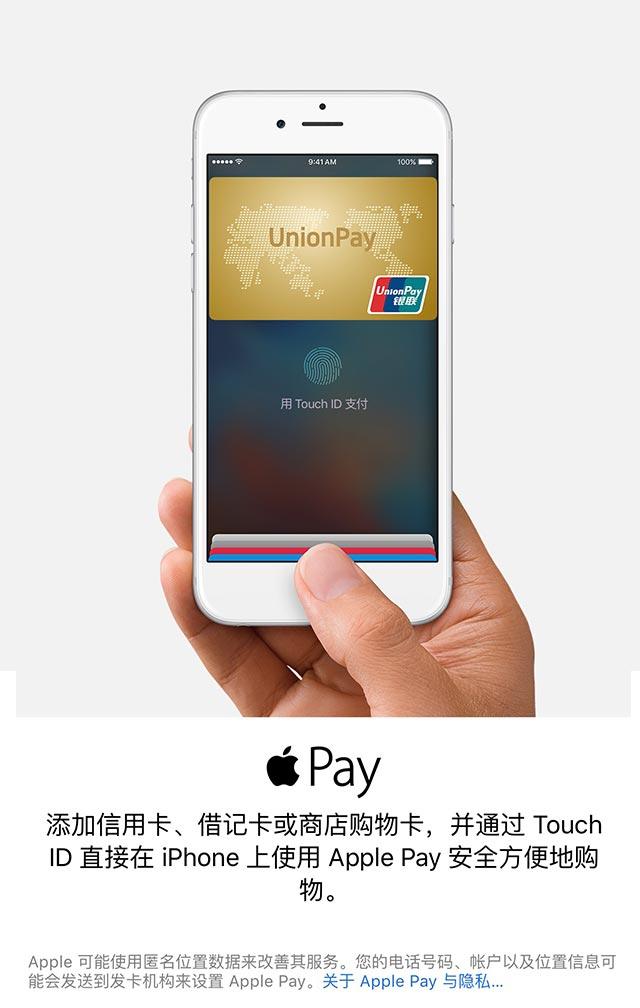 9:41 AM
100%
UnionPay
UnionPay
银联
用 Touch ID 支付
Pay
添加信用卡、借记卡或商店购物卡，并通过 Touch
ID 直接在 iPhone 上使用 Apple Pay 安全方便地购
物。
Apple 可能使用匿名位置数据来改善其服务。您的电话号码、帐户以及位置信息可
能会发送到发卡机构来设置 Apple Pay。关于 Apple Pay 与隐私...